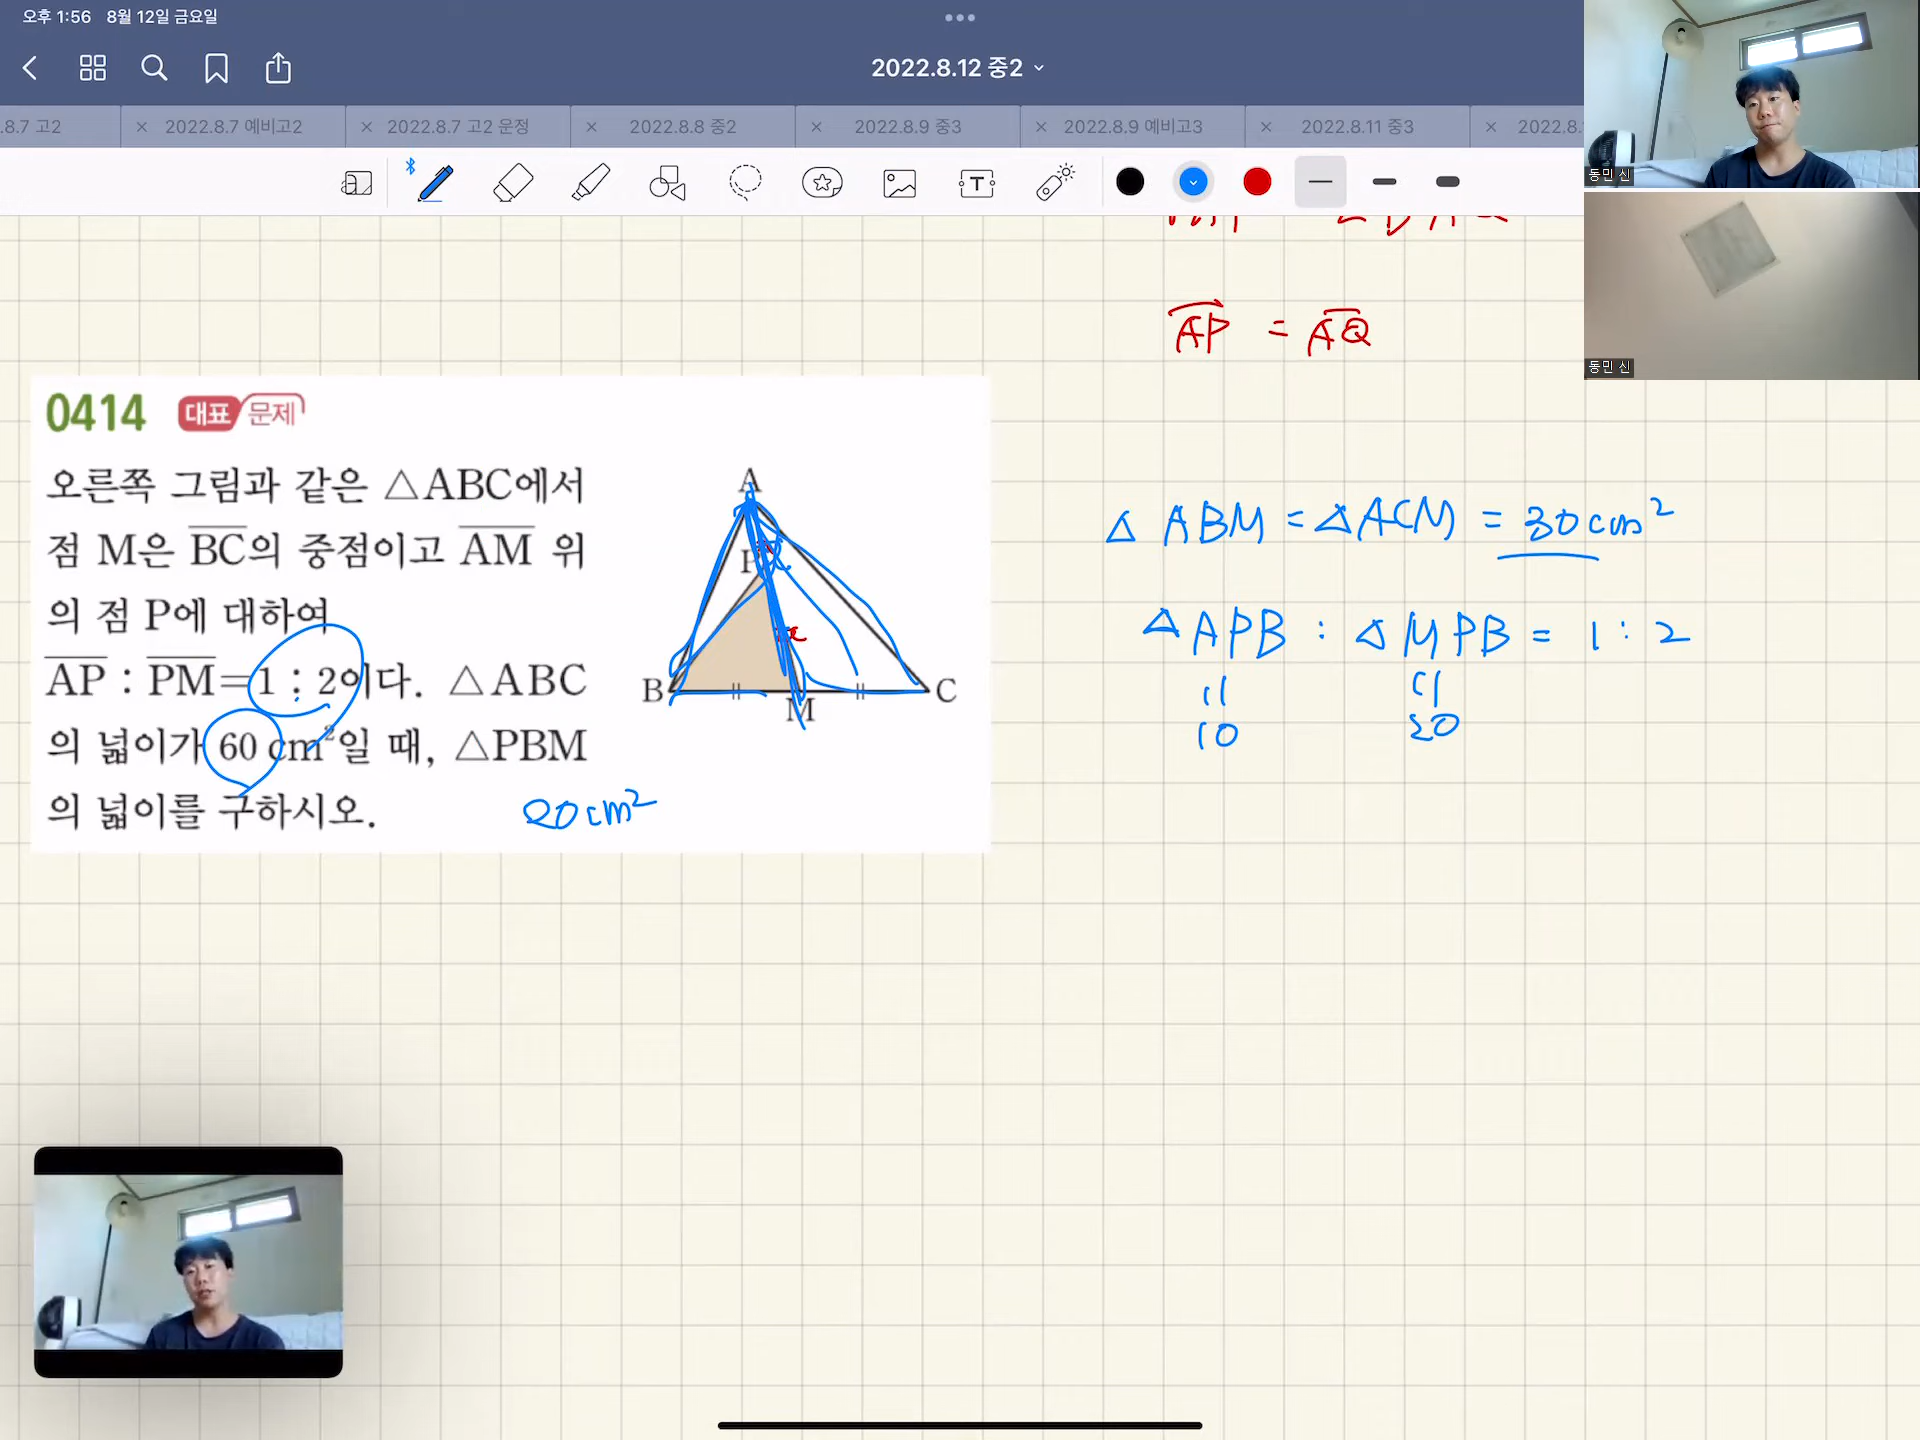 오후 1:56 8월 12일 금요일
2022.8.12 중2
.8.7 고2
2022.8.7 예비고2
2022.8.7 고2 운정
2022.8.8 중2
2022.8.9 중3
2022.8.9 예비고3
2022.8.11 중3
2022.8.
동민 신
동민 신
AP = AQ
0414 대표 문제
오른쪽 그림과 같은 △ABC에서
점 M은 BC의 중점이고 AM 위
의 점 P에 대하여
AP : PM=1 : 2이다. △ABC
의 넓이가 60 cm²일 때, △PBM
의 넓이를 구하시오.
20cm²
A
P
B
M
C
△ABM = △ACM = 30cm²
△APB : △MPB = 1 : 2
10 20